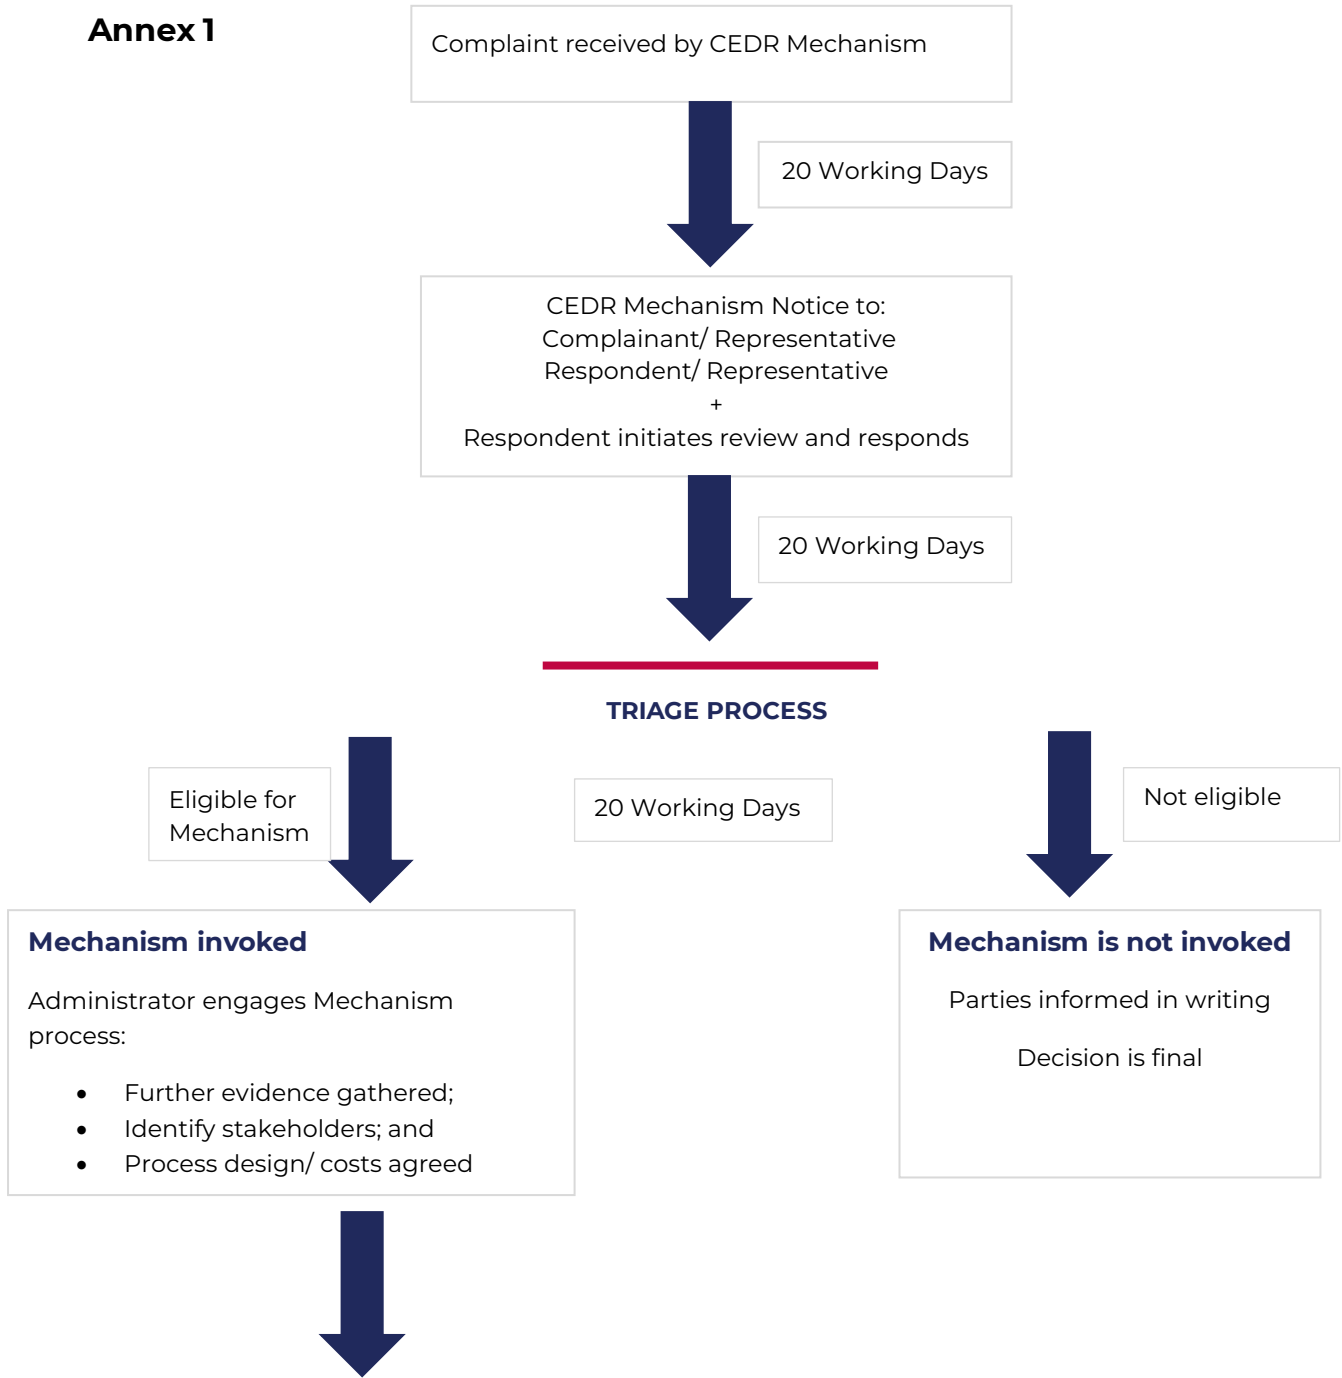 Annex 1
Complaint received by CEDR Mechanism
20 Working Days
CEDR Mechanism Notice to:
Complainant/ Representative
Respondent/ Representative
+
Respondent initiates review and responds
20 Working Days
TRIAGE PROCESS
Eligible for
Mechanism
20 Working Days
Not eligible
Mechanism invoked
Administrator engages Mechanism
process:
• Further evidence gathered;
• Identify stakeholders; and
• Process design/ costs agreed
Mechanism is not invoked
Parties informed in writing
Decision is final